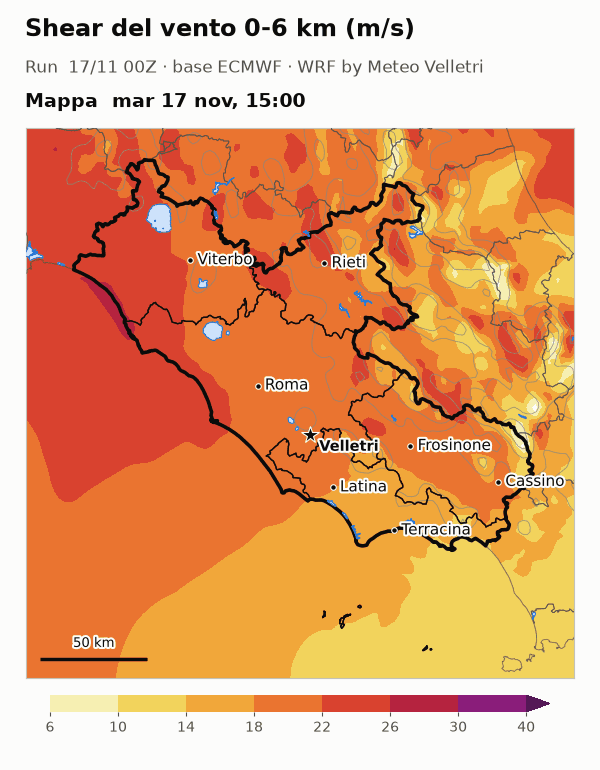 Shear del vento 0-6 km (m/s)
Run  17/11 00Z · base ECMWF · WRF by Meteo Velletri
Mappa  mar 17 nov, 15:00
Viterbo
Rieti
Roma
Velletri
Frosinone
Cassino
Latina
Terracina
50 km
6 10 14 18 22 26 30 40